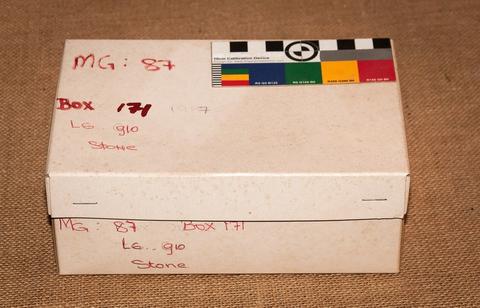 MG: 87
Box 171
LG.. 910
Stone
MG: 87 Box 171
LG.. 910
Stone